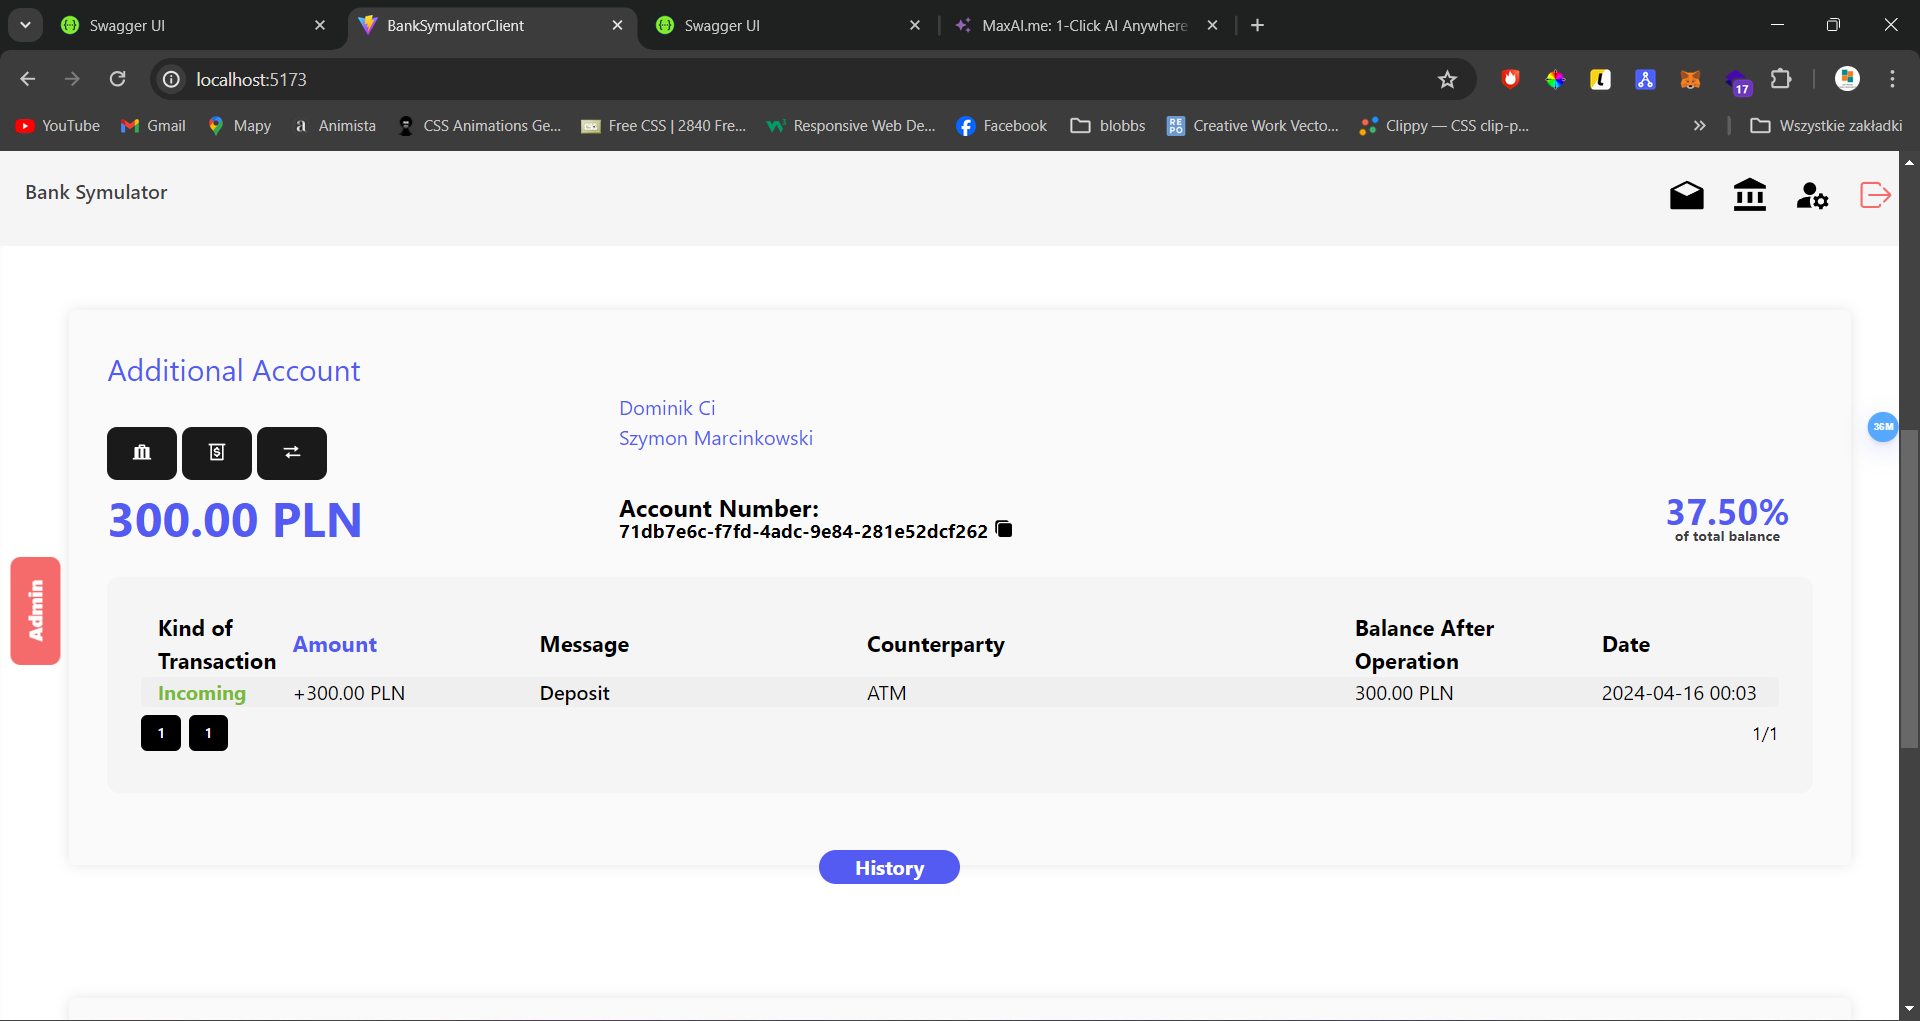 Swagger UI
BankSymulatorClient
Swagger UI
MaxAI.me: 1-Click AI Anywhere
localhost:5173
17
YouTube
Gmail
Mapy
a Animista
CSS Animations Ge...
Free CSS | 2840 Fre...
Responsive Web De...
Facebook
blobbs
REPO
Creative Work Vecto...
Clippy — CSS clip-p...
Wszystkie zakładki
Bank Symulator
Additional Account
Dominik Ci
Szymon Marcinkowski
36M
300.00 PLN
Account Number:
71db7e6c-f7fd-4adc-9e84-281e52dcf262
37.50%
of total balance
Admin
Kind of Transaction
Amount
Message
Counterparty
Balance After Operation
Date
Incoming
+300.00 PLN
Deposit
ATM
300.00 PLN
2024-04-16 00:03
1
1
1/1
History